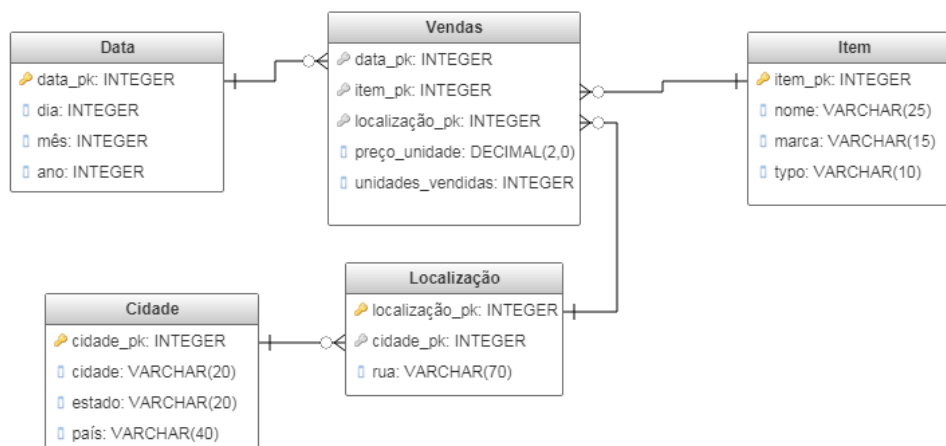 Data
data_pk: INTEGER
dia: INTEGER
mês: INTEGER
ano: INTEGER
Vendas
data_pk: INTEGER
item_pk: INTEGER
localização_pk: INTEGER
preço_unidade: DECIMAL(2,0)
unidades_vendidas: INTEGER
Item
item_pk: INTEGER
nome: VARCHAR(25)
marca: VARCHAR(15)
typo: VARCHAR(10)
Cidade
cidade_pk: INTEGER
cidade: VARCHAR(20)
estado: VARCHAR(20)
país: VARCHAR(40)
Localização
localização_pk: INTEGER
cidade_pk: INTEGER
rua: VARCHAR(70)